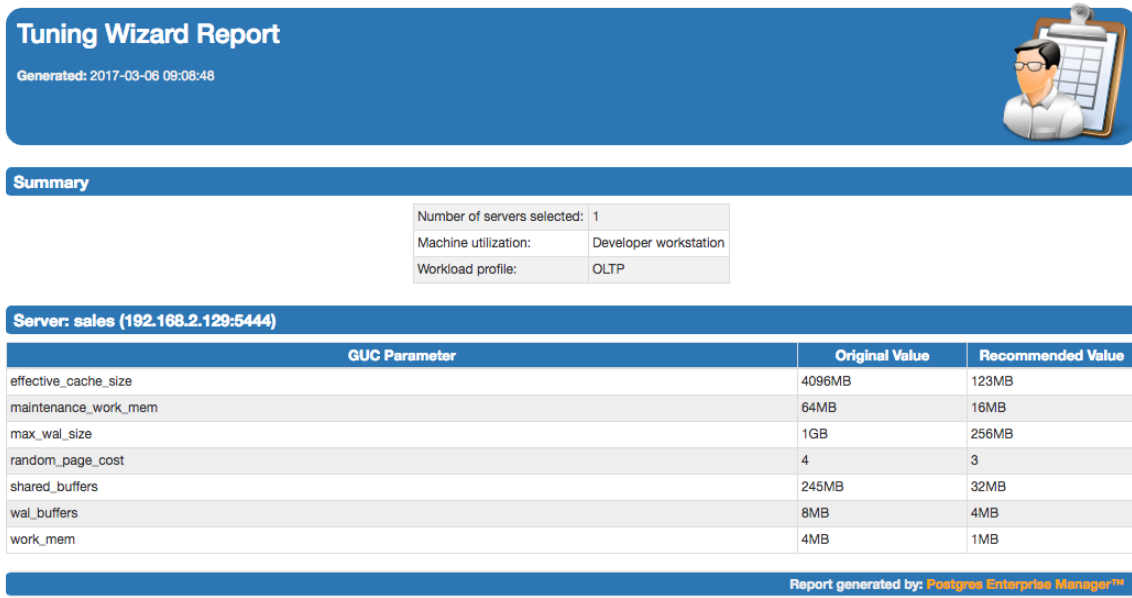 Tuning Wizard Report
Generated: 2017-03-06 09:08:48
Summary
Number of servers selected: 1
Machine utilization: Developer workstation
Workload profile: OLTP
Server: sales (192.168.2.129:5444)
GUC Parameter Original Value Recommended Value
effective_cache_size 4096MB 123MB
maintenance_work_mem 64MB 16MB
max_wal_size 1GB 256MB
random_page_cost 4 3
shared_buffers 245MB 32MB
wal_buffers 8MB 4MB
work_mem 4MB 1MB
Report generated by: Postgres Enterprise Manager™